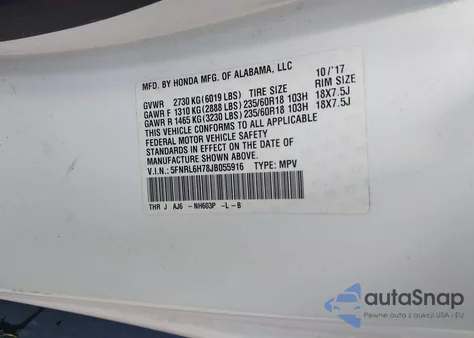 MFD. BY HONDA MFG. OF ALABAMA, LLC 10/'17
GVWR 2730 KG (6019 LBS) TIRE SIZE RIM SIZE
GAWR F 1310 KG (2888 LBS) 235/60R18 103H 18X7.5J
GAWR R 1465 KG (3230 LBS) 235/60R18 103H 18X7.5J
THIS VEHICLE CONFORMS TO ALL APPLICABLE
FEDERAL MOTOR VEHICLE SAFETY
STANDARDS IN EFFECT ON THE DATE OF
MANUFACTURE SHOWN ABOVE.
V.I.N.: 5FNRL6H78JB055916 TYPE: MPV
THR J AJ6 -NH603P -L -B
autoSnap
Pewne auto z ubezpieczeń USA i EU